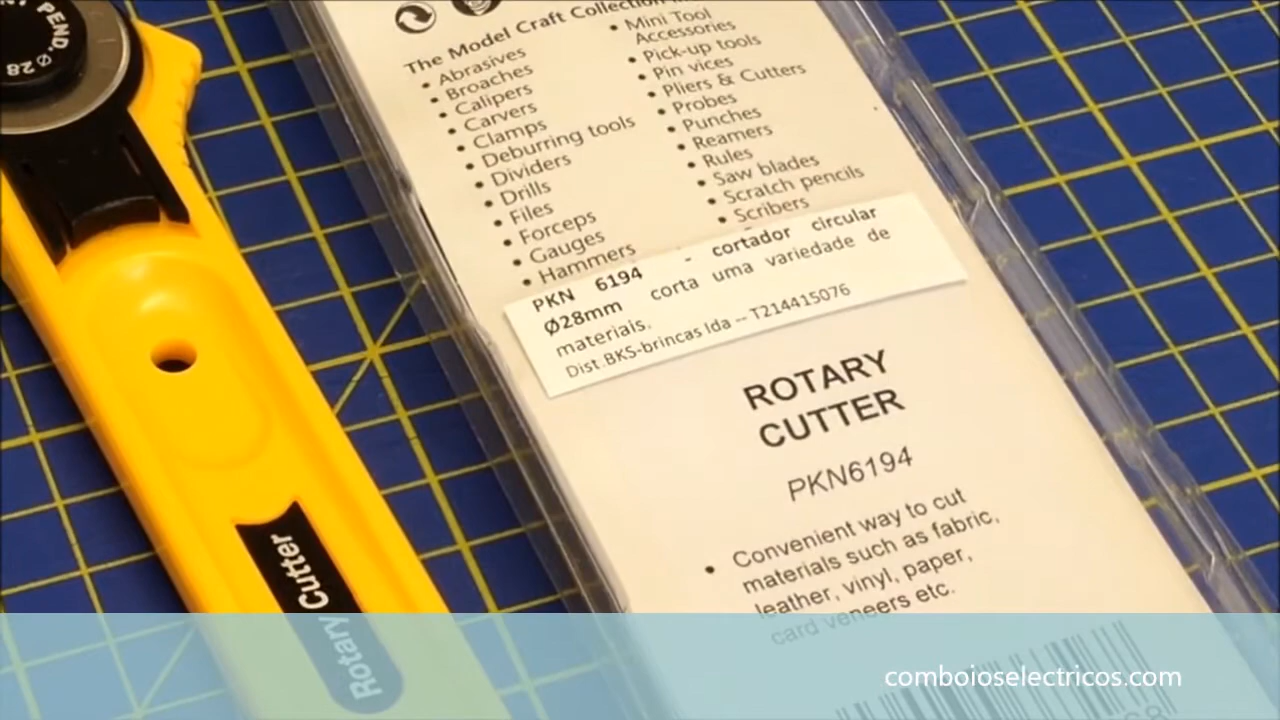 PEND.
Ø 28
Rotary Cutter
The Model Craft Collection
• Abrasives
• Broaches
• Calipers
• Carvers
• Clamps
• Deburring tools
• Dividers
• Drills
• Files
• Forceps
• Gauges
• Hammers
• Mini Tool
Accessories
• Pick-up tools
• Pin vices
• Pliers & Cutters
• Probes
• Punches
• Reamers
• Rules
• Saw blades
• Scratch pencils
• Scribers
PKN 6194 - cortador circular
Ø28mm corta uma variedade de
materiais.
Dist.BKS-brincas lda -- T214415076
ROTARY
CUTTER
PKN6194
• Convenient way to cut
materials such as fabric,
leather, vinyl, paper,
card veneers etc.
comboioselectricos.com